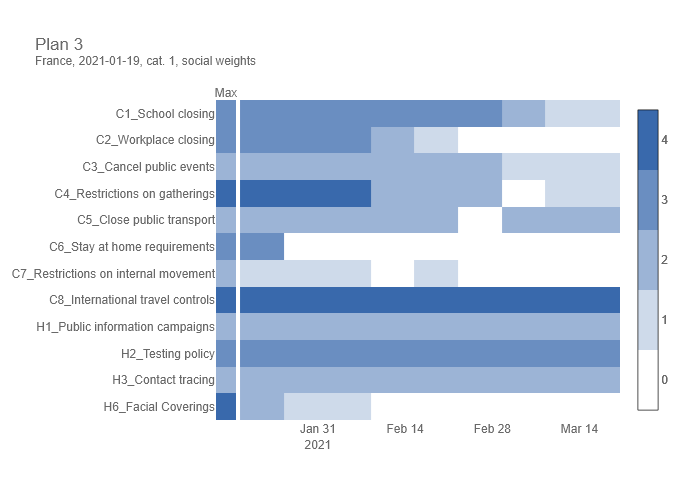 Plan 3
France, 2021-01-19, cat. 1, social weights
Max
C1_School closing
C2_Workplace closing
C3_Cancel public events
C4_Restrictions on gatherings
C5_Close public transport
C6_Stay at home requirements
C7_Restrictions on internal movement
C8_International travel controls
H1_Public information campaigns
H2_Testing policy
H3_Contact tracing
H6_Facial Coverings
Jan 31
2021
Feb 14
Feb 28
Mar 14
4
3
2
1
0